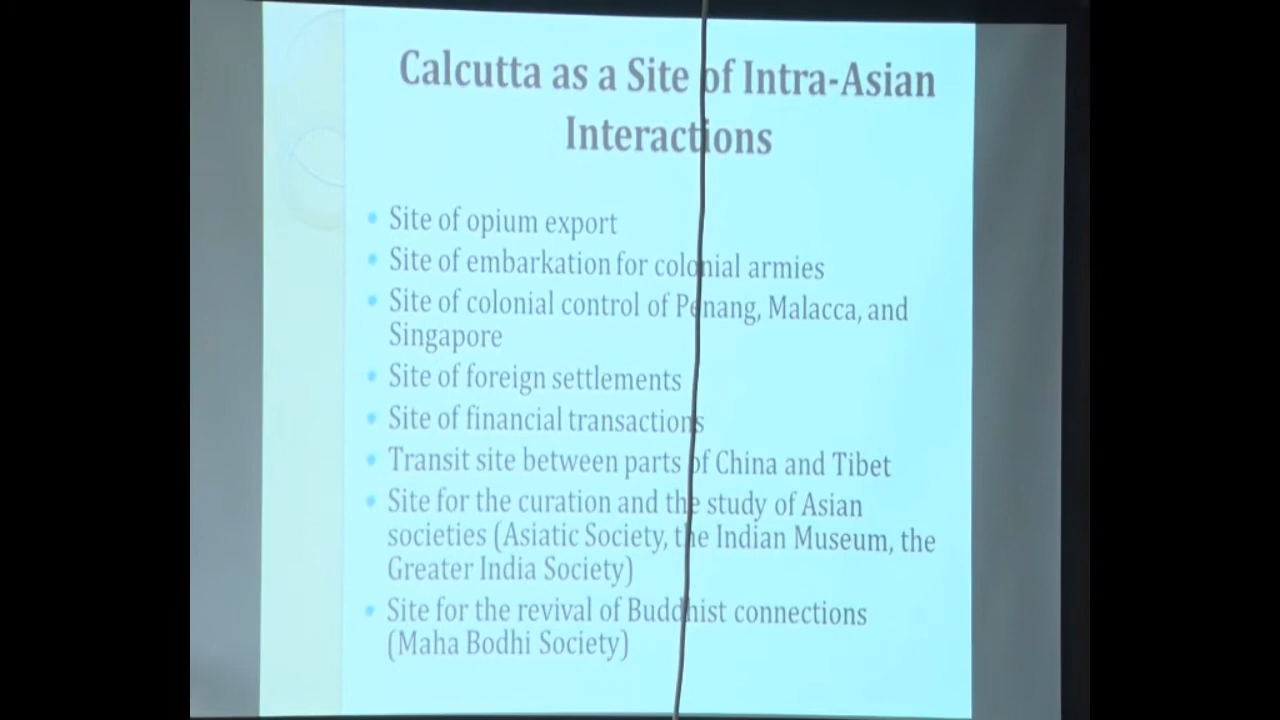 Calcutta as a Site of Intra-Asian
Interactions
• Site of opium export
• Site of embarkation for colonial armies
• Site of colonial control of Penang, Malacca, and
Singapore
• Site of foreign settlements
• Site of financial transactions
• Transit site between parts of China and Tibet
• Site for the curation and the study of Asian
societies (Asiatic Society, the Indian Museum, the
Greater India Society)
• Site for the revival of Buddhist connections
(Maha Bodhi Society)